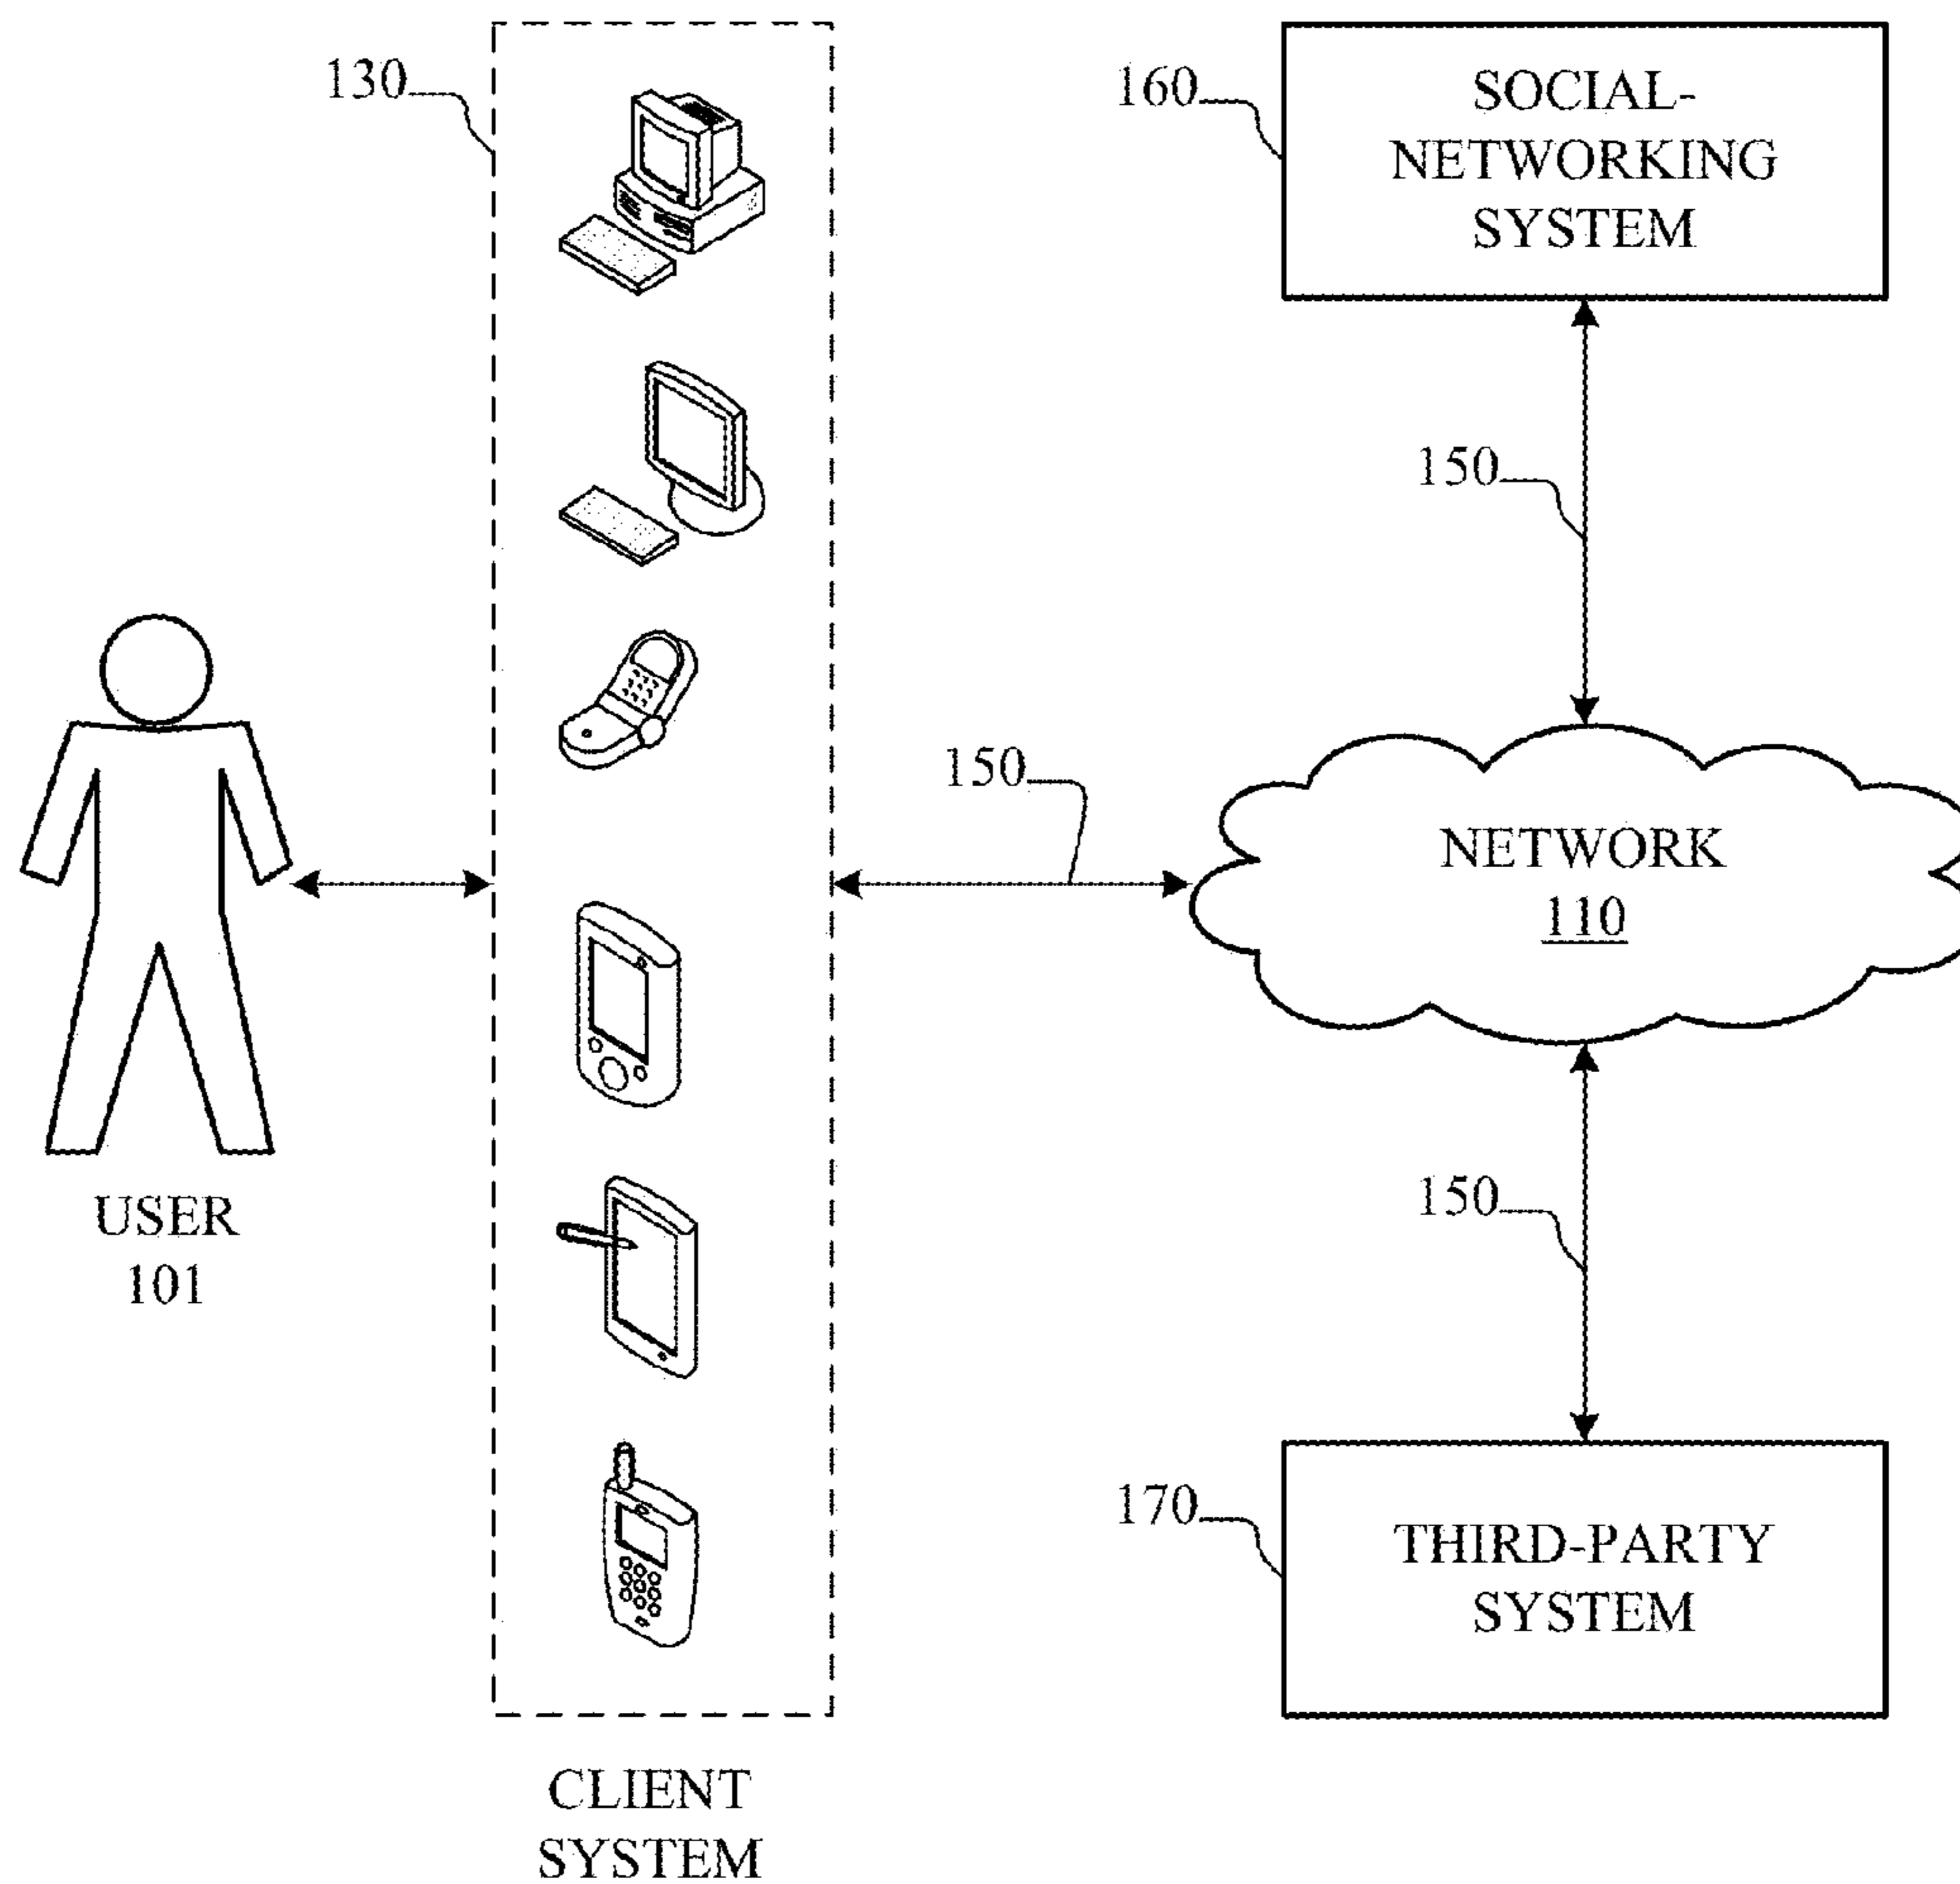 130
160
SOCIAL-
NETWORKING
SYSTEM
150
150
NETWORK
110
USER
101
150
170
THIRD-PARTY
SYSTEM
CLIENT
SYSTEM